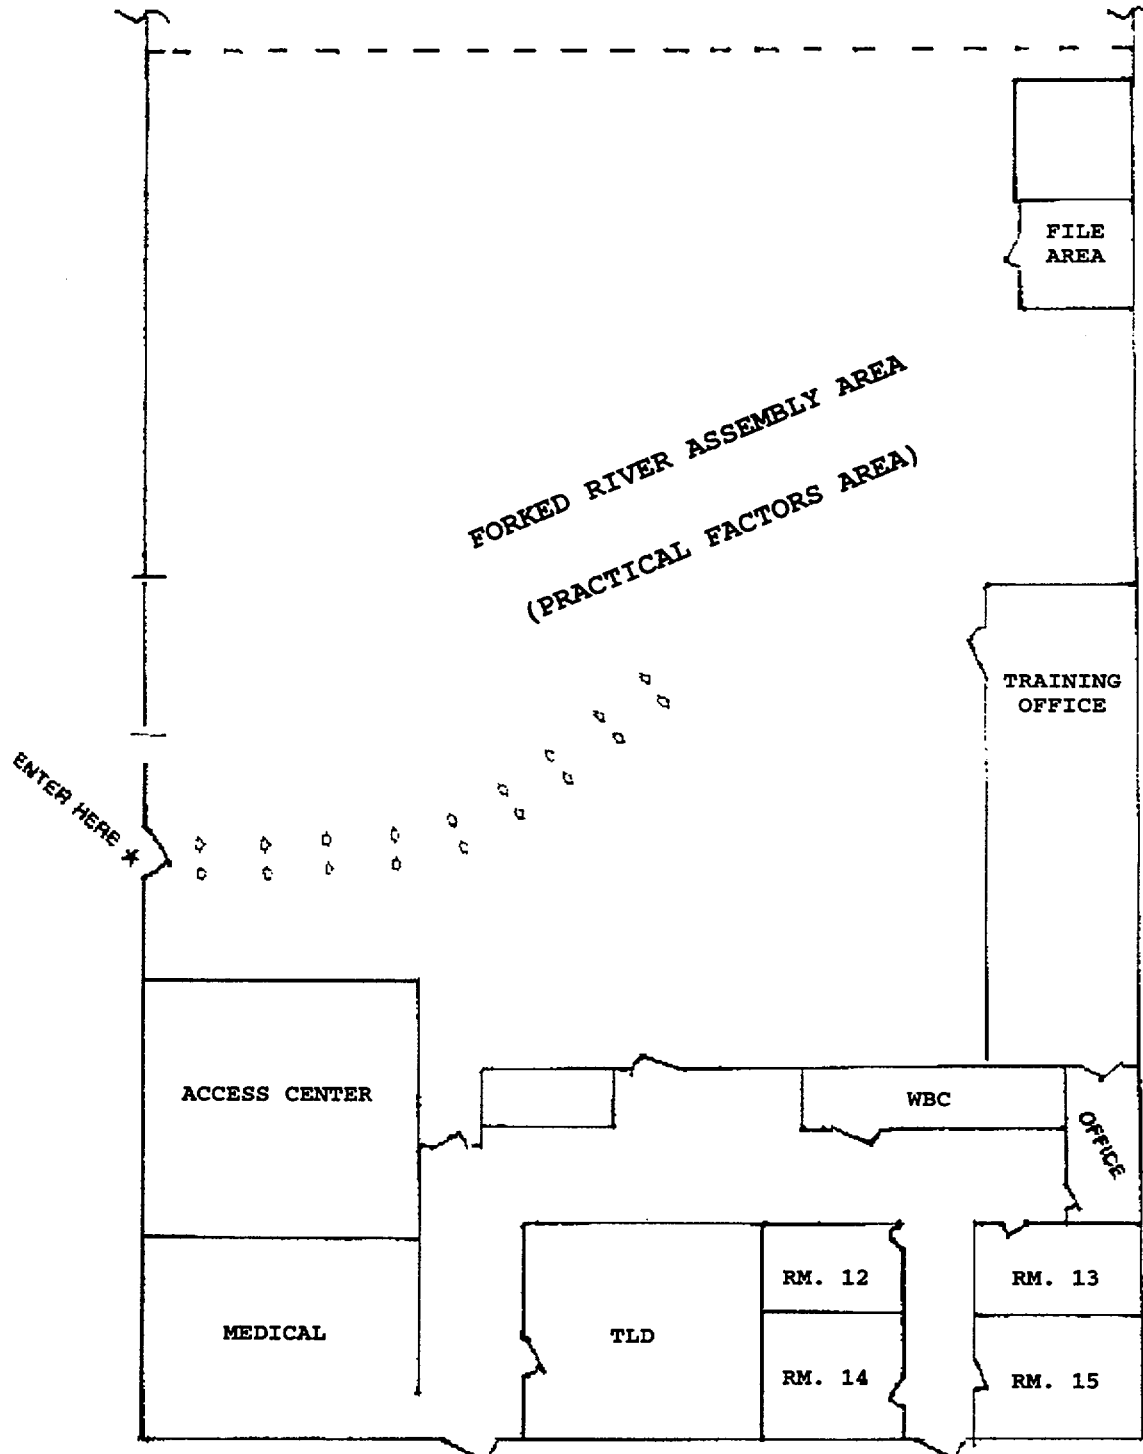 FILE
AREA
FORKED RIVER ASSEMBLY AREA
(PRACTICAL FACTORS AREA)
TRAINING
OFFICE
ENTER HERE *
ACCESS CENTER
WBC
OFFICE
RM. 12
RM. 13
MEDICAL
TLD
RM. 14
RM. 15